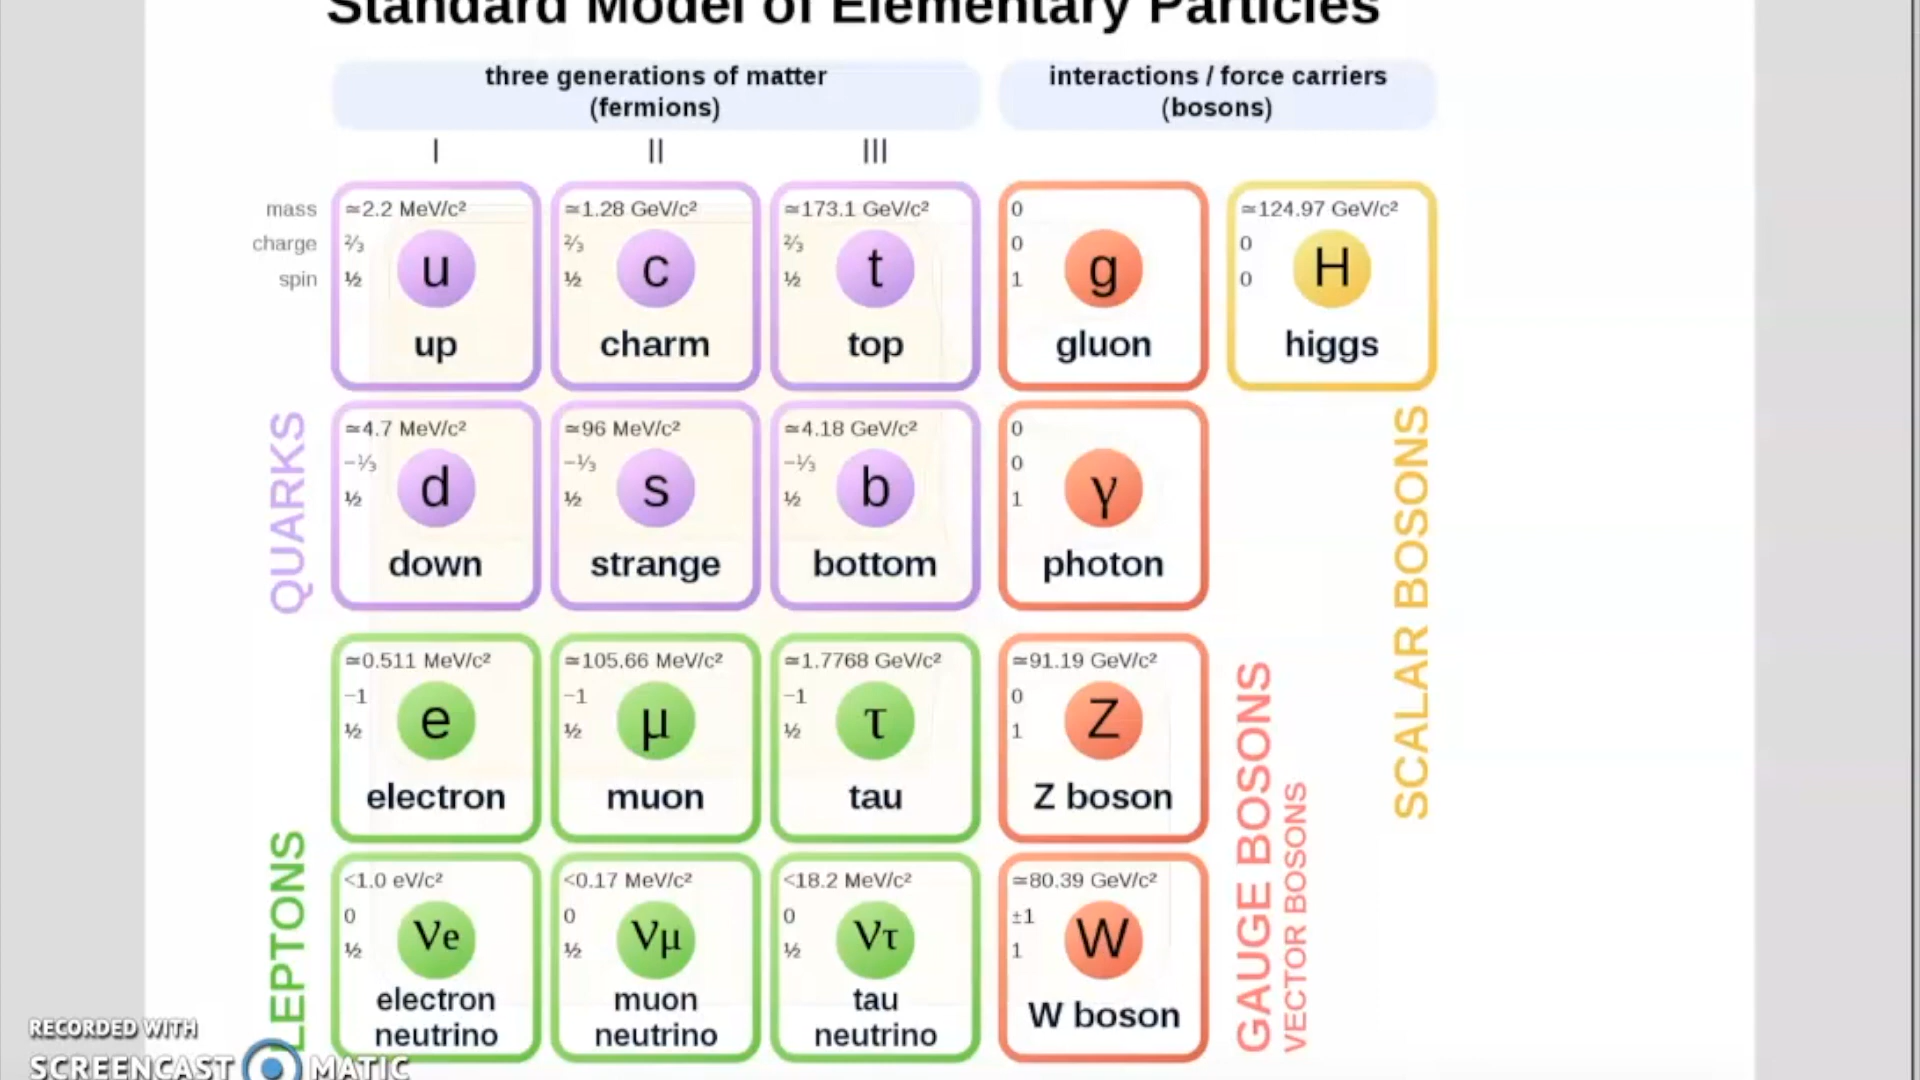 Standard Model of Elementary Particles
three generations of matter
(fermions)
interactions / force carriers
(bosons)
I
II
III
mass
charge
spin
≃2.2 MeV/c²
⅔
½
u
up
≃1.28 GeV/c²
⅔
½
c
charm
≃173.1 GeV/c²
⅔
½
t
top
0
0
1
g
gluon
≃124.97 GeV/c²
0
0
H
higgs
QUARKS
≃4.7 MeV/c²
−⅓
½
d
down
≃96 MeV/c²
−⅓
½
s
strange
≃4.18 GeV/c²
−⅓
½
b
bottom
0
0
1
γ
photon
SCALAR BOSONS
LEPTONS
≃0.511 MeV/c²
−1
½
e
electron
≃105.66 MeV/c²
−1
½
μ
muon
≃1.7768 GeV/c²
−1
½
τ
tau
≃91.19 GeV/c²
0
1
Z
Z boson
<1.0 eV/c²
0
½
νe
electron
neutrino
<0.17 MeV/c²
0
½
νμ
muon
neutrino
<18.2 MeV/c²
0
½
ντ
tau
neutrino
≃80.39 GeV/c²
±1
1
W
W boson
GAUGE BOSONS
VECTOR BOSONS
RECORDED WITH
SCREENCAST MATIC